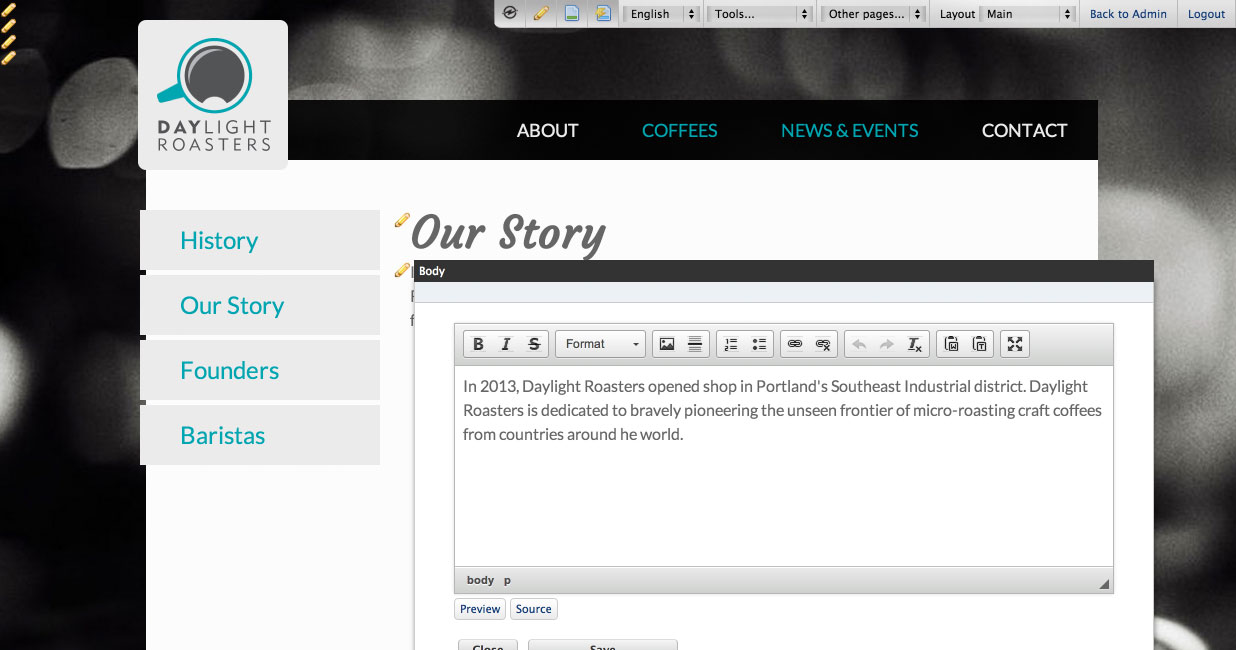 English
Tools...
Other pages...
Layout
Main
Back to Admin
Logout
DAYLIGHT
ROASTERS
ABOUT
COFFEES
NEWS & EVENTS
CONTACT
History
Our Story
Founders
Baristas
Our Story
Body
B I S
Format
In 2013, Daylight Roasters opened shop in Portland's Southeast Industrial district. Daylight
Roasters is dedicated to bravely pioneering the unseen frontier of micro-roasting craft coffees
from countries around he world.
body p
Preview
Source
Close
Save